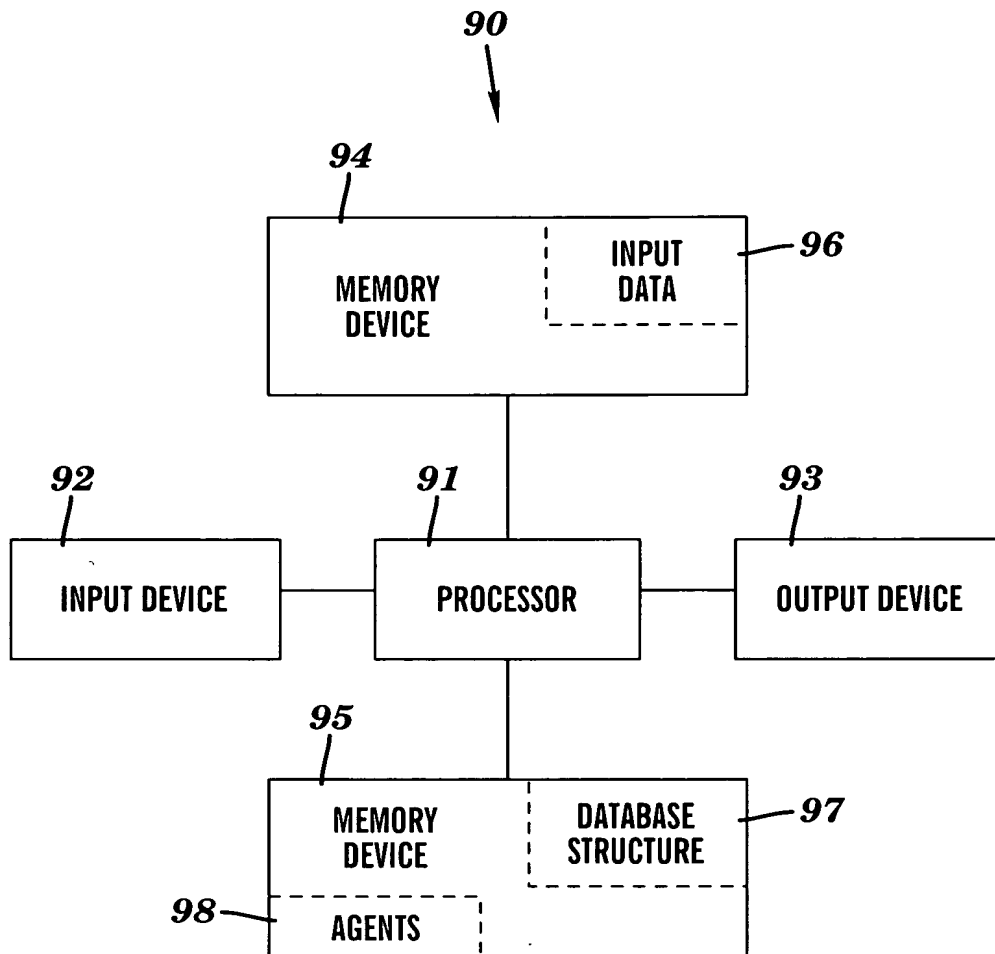 90
94
MEMORY
DEVICE
INPUT
DATA
96
92
INPUT DEVICE
91
PROCESSOR
93
OUTPUT DEVICE
95
MEMORY
DEVICE
DATABASE
STRUCTURE
97
98
AGENTS